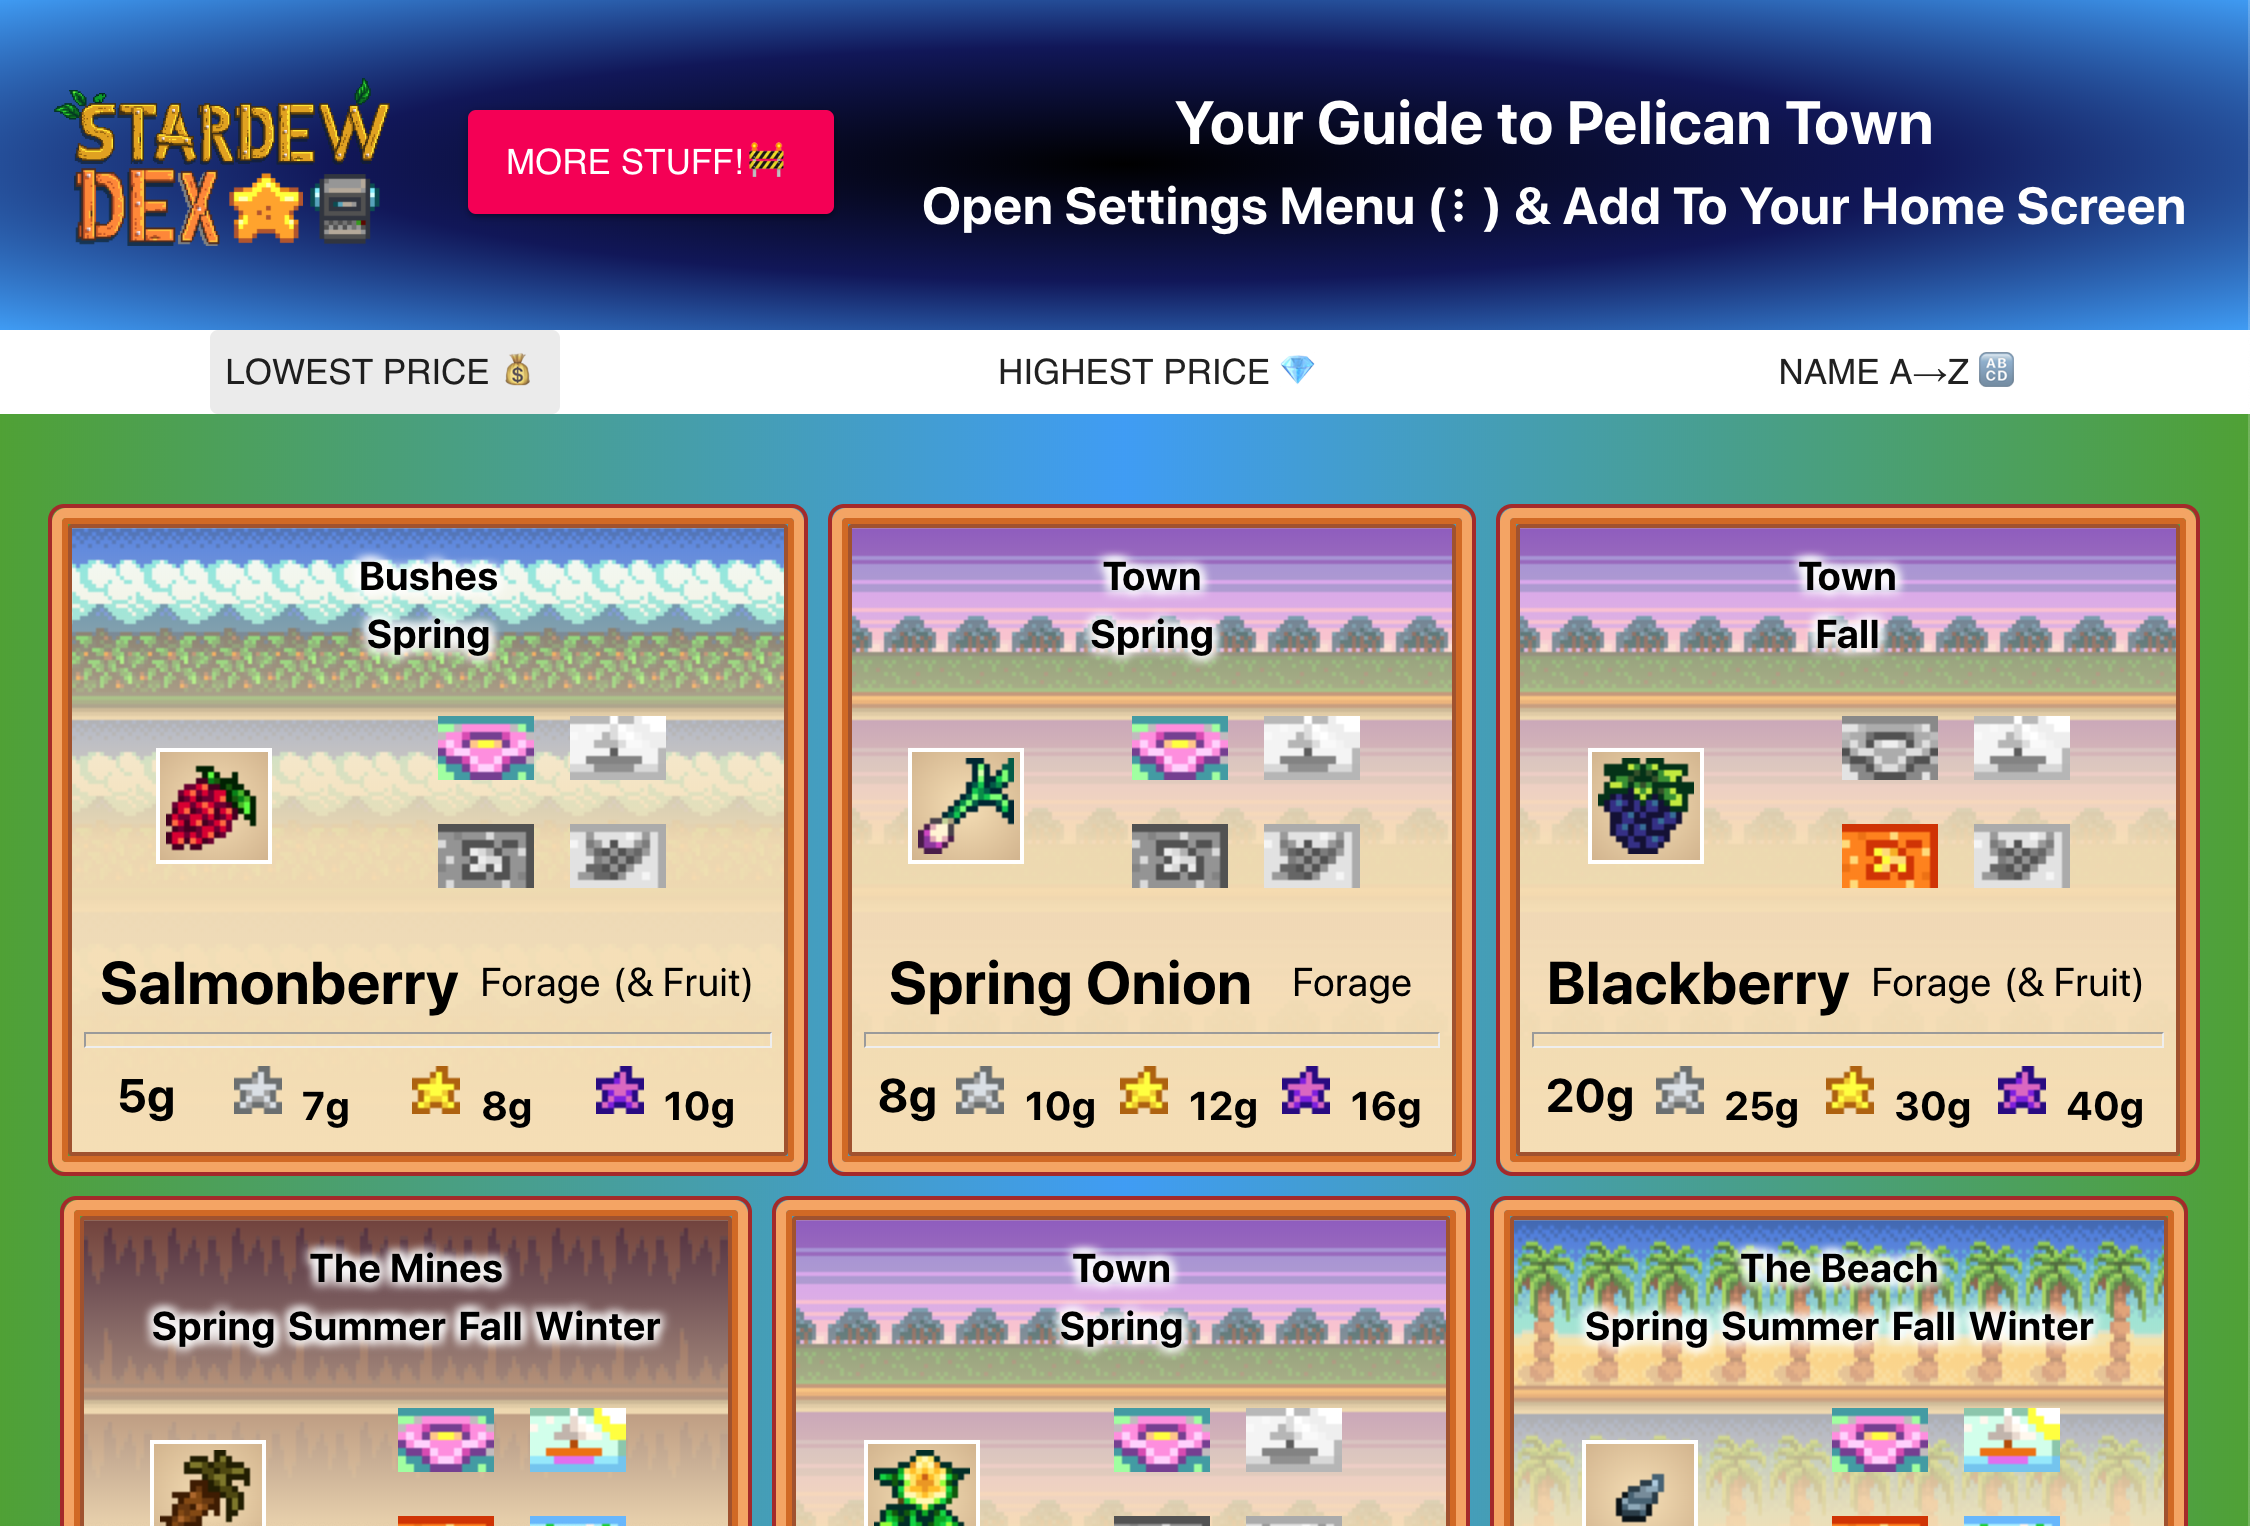 STARDEW
DEX
MORE STUFF!🚧
Your Guide to Pelican Town
Open Settings Menu (⋮) & Add To Your Home Screen
LOWEST PRICE 💰
HIGHEST PRICE 💎
NAME A→Z 🔠
Bushes
Spring
Salmonberry Forage (& Fruit)
5g 7g 8g 10g
Town
Spring
Spring Onion Forage
8g 10g 12g 16g
Town
Fall
Blackberry Forage (& Fruit)
20g 25g 30g 40g
The Mines
Spring Summer Fall Winter
Town
Spring
The Beach
Spring Summer Fall Winter